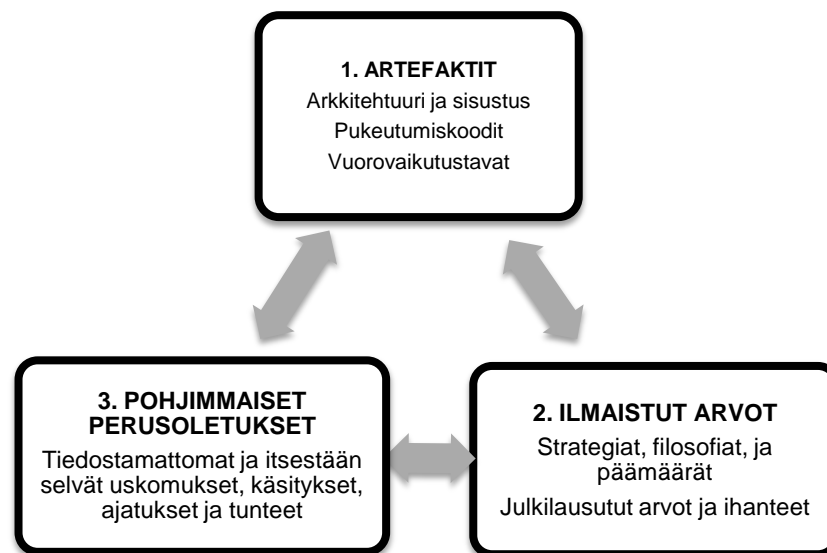 1. ARTEFAKTIT
Arkkitehtuuri ja sisustus
Pukeutumiskoodit
Vuorovaikutustavat
3. POHJIMMAISET
PERUSOLETUKSET
Tiedostamattomat ja itsestään
selvät uskomukset, käsitykset,
ajatukset ja tunteet
2. ILMAISTUT ARVOT
Strategiat, filosofiat, ja
päämäärät
Julkilausutut arvot ja ihanteet